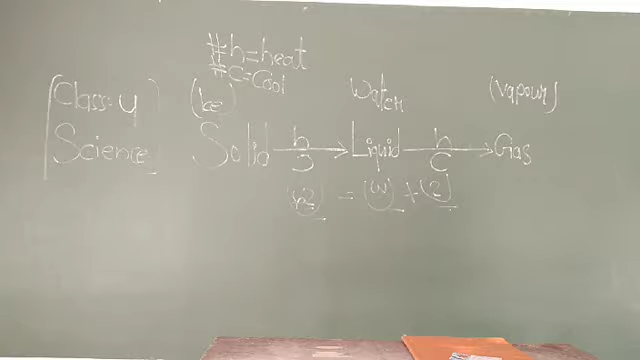 #h=heat
#c=cool
Class: 4
Science
(Ice)
Water
(Vapour)
Solid h → Liquid h → Gas
c